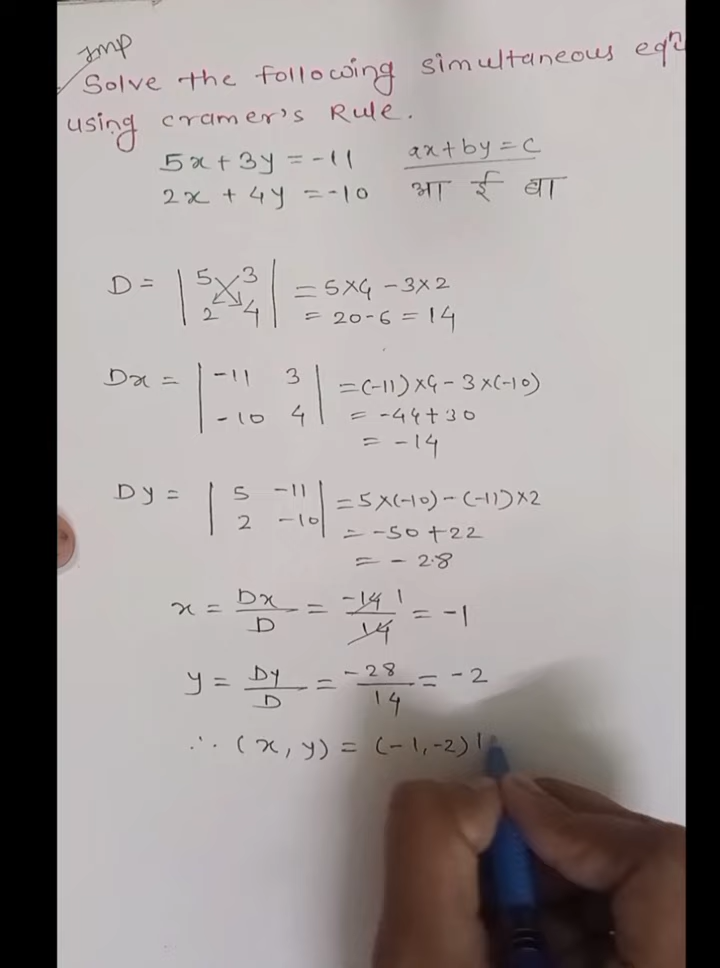 Imp
Solve the following simultaneous eqn
using cramer's Rule.
5x + 3y = -11 ax + by = c
2x + 4y = -10 आ ई बा
D = | 5 3 | = 5×4 - 3×2
| 2 4 | = 20 - 6 = 14
Dx = | -11 3 | = (-11) × 4 - 3 × (-10)
| -10 4 | = -44 + 30
= -14
Dy = | 5 -11 | = 5×(-10) - (-11) × 2
| 2 -10 | = -50 + 22
= - 28
x = Dx/D = -14/14 1 = -1
y = Dy/D = -28/14 = -2
∴ (x, y) = (-1, -2) |